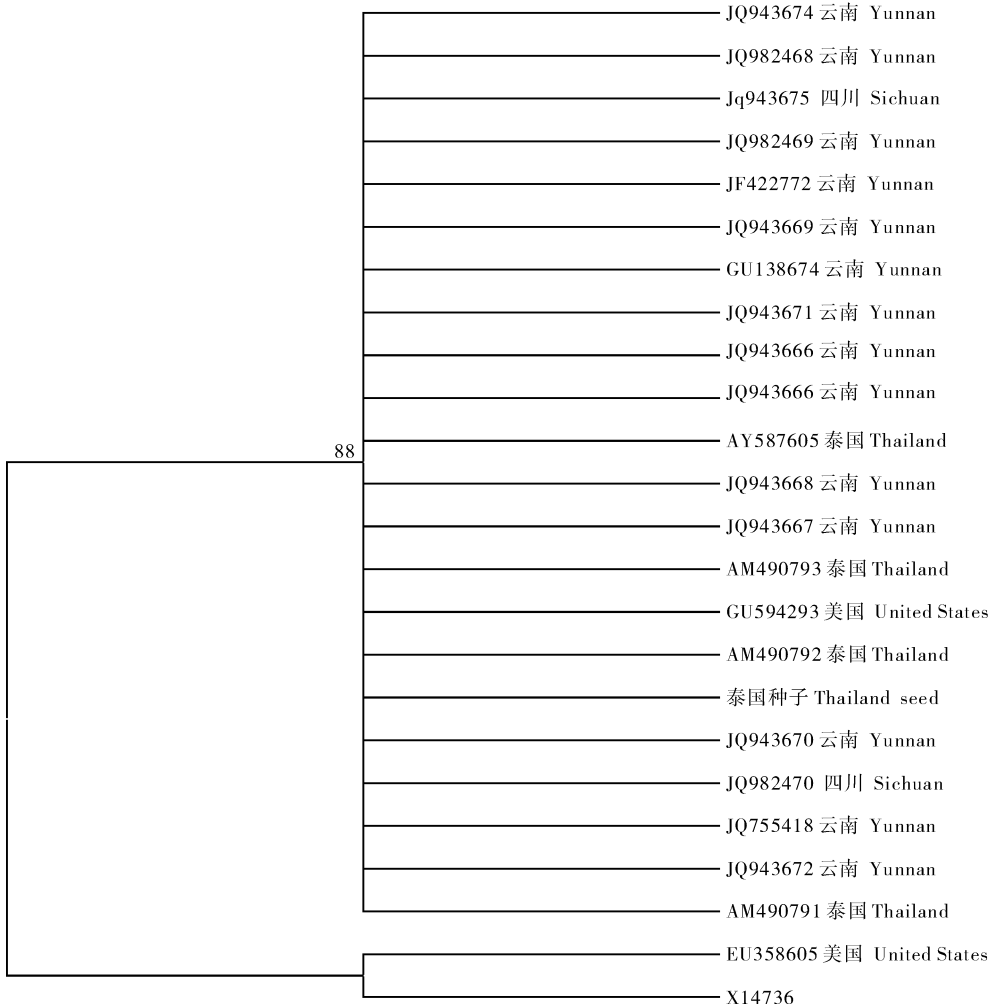 JQ943674 云南 Yunnan
JQ982468 云南 Yunnan
Jq943675 四川 Sichuan
JQ982469 云南 Yunnan
JF422772 云南 Yunnan
JQ943669 云南 Yunnan
GU138674 云南 Yunnan
JQ943671 云南 Yunnan
JQ943666 云南 Yunnan
JQ943666 云南 Yunnan
AY587605 泰国 Thailand
88
JQ943668 云南 Yunnan
JQ943667 云南 Yunnan
AM490793 泰国 Thailand
GU594293 美国 United States
AM490792 泰国 Thailand
泰国种子 Thailand seed
JQ943670 云南 Yunnan
JQ982470 四川 Sichuan
JQ755418 云南 Yunnan
JQ943672 云南 Yunnan
AM490791 泰国 Thailand
EU358605 美国 United States
X14736